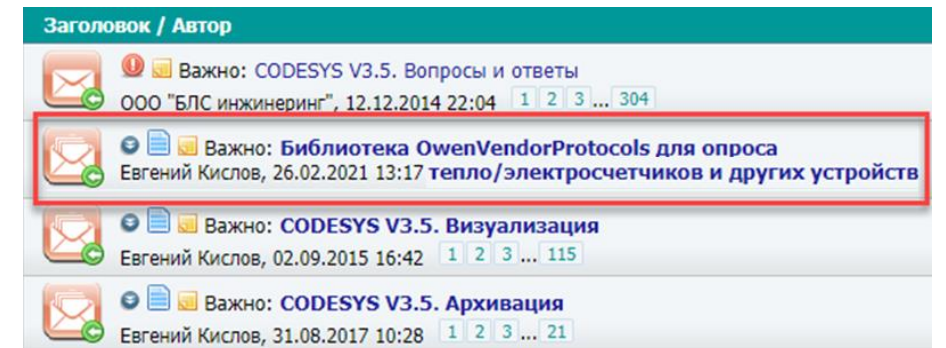 Заголовок / Автор
Важно: CODESYS V3.5. Вопросы и ответы
ООО "БЛС инжинеринг", 12.12.2014 22:04 1 2 3 ... 304
Важно: Библиотека OwenVendorProtocols для опроса
Евгений Кислов, 26.02.2021 13:17 тепло/электросчетчиков и других устройств
Важно: CODESYS V3.5. Визуализация
Евгений Кислов, 02.09.2015 16:42 1 2 3 ... 115
Важно: CODESYS V3.5. Архивация
Евгений Кислов, 31.08.2017 10:28 1 2 3 ... 21